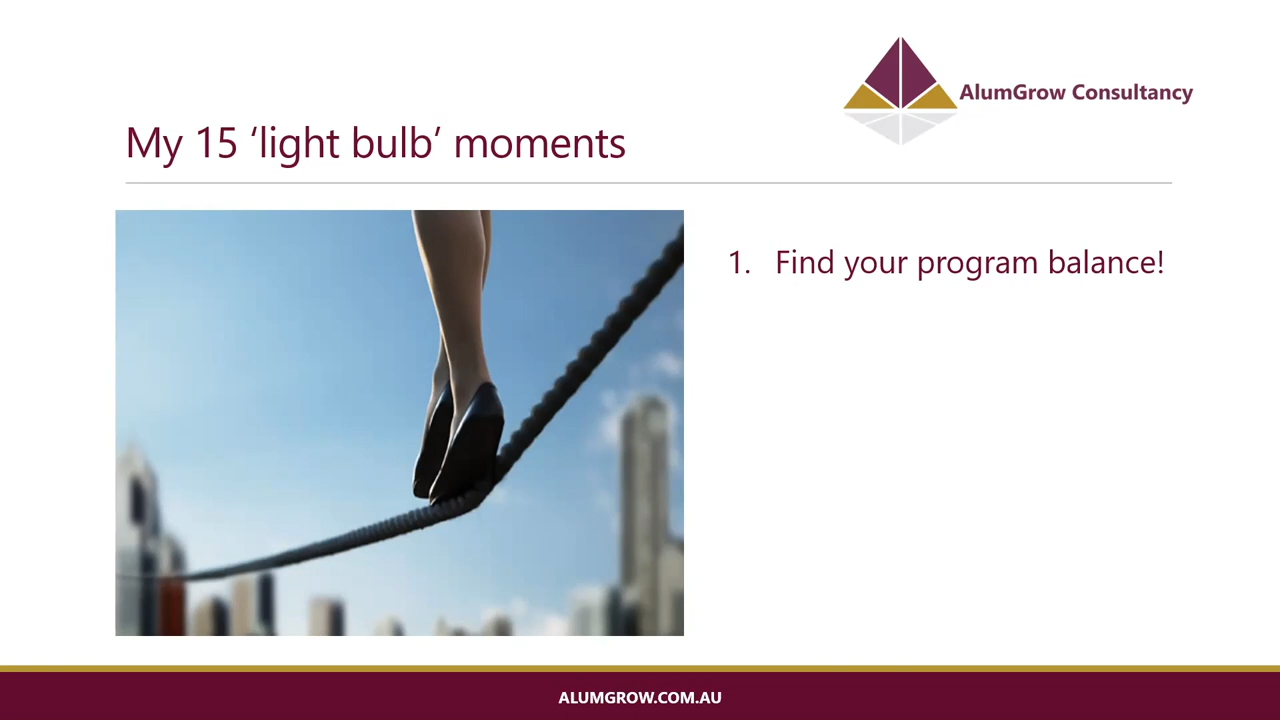 AlumGrow Consultancy
My 15 ‘light bulb’ moments
1. Find your program balance!
ALUMGROW.COM.AU